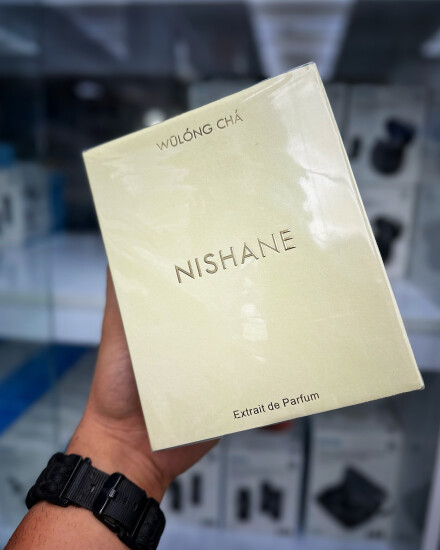 WŪLÓNG CHÁ
NISHANE
Extrait de Parfum